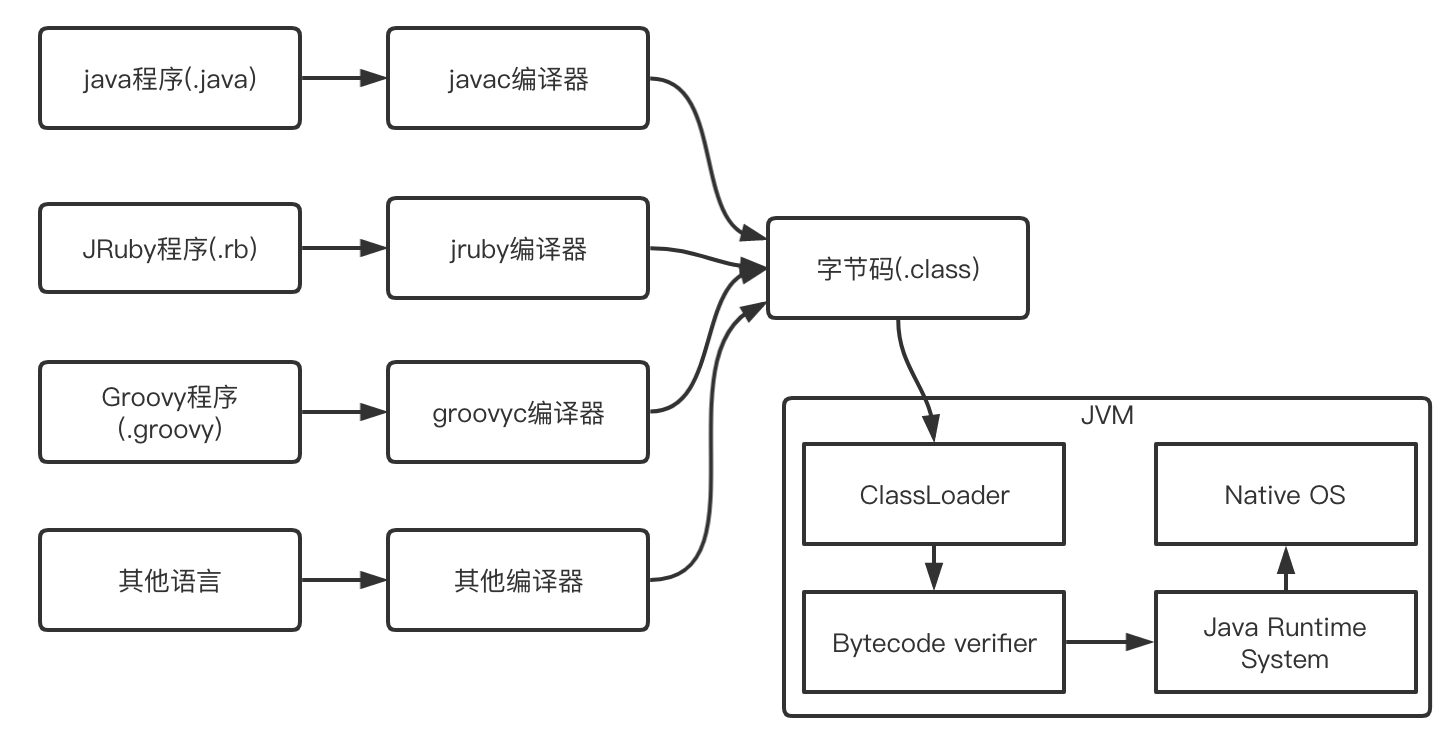 java程序(.java)
javac编译器
JRuby程序(.rb)
jruby编译器
字节码(.class)
Groovy程序
(.groovy)
groovyc编译器
JVM
ClassLoader
Native OS
其他语言
其他编译器
Bytecode verifier
Java Runtime
System